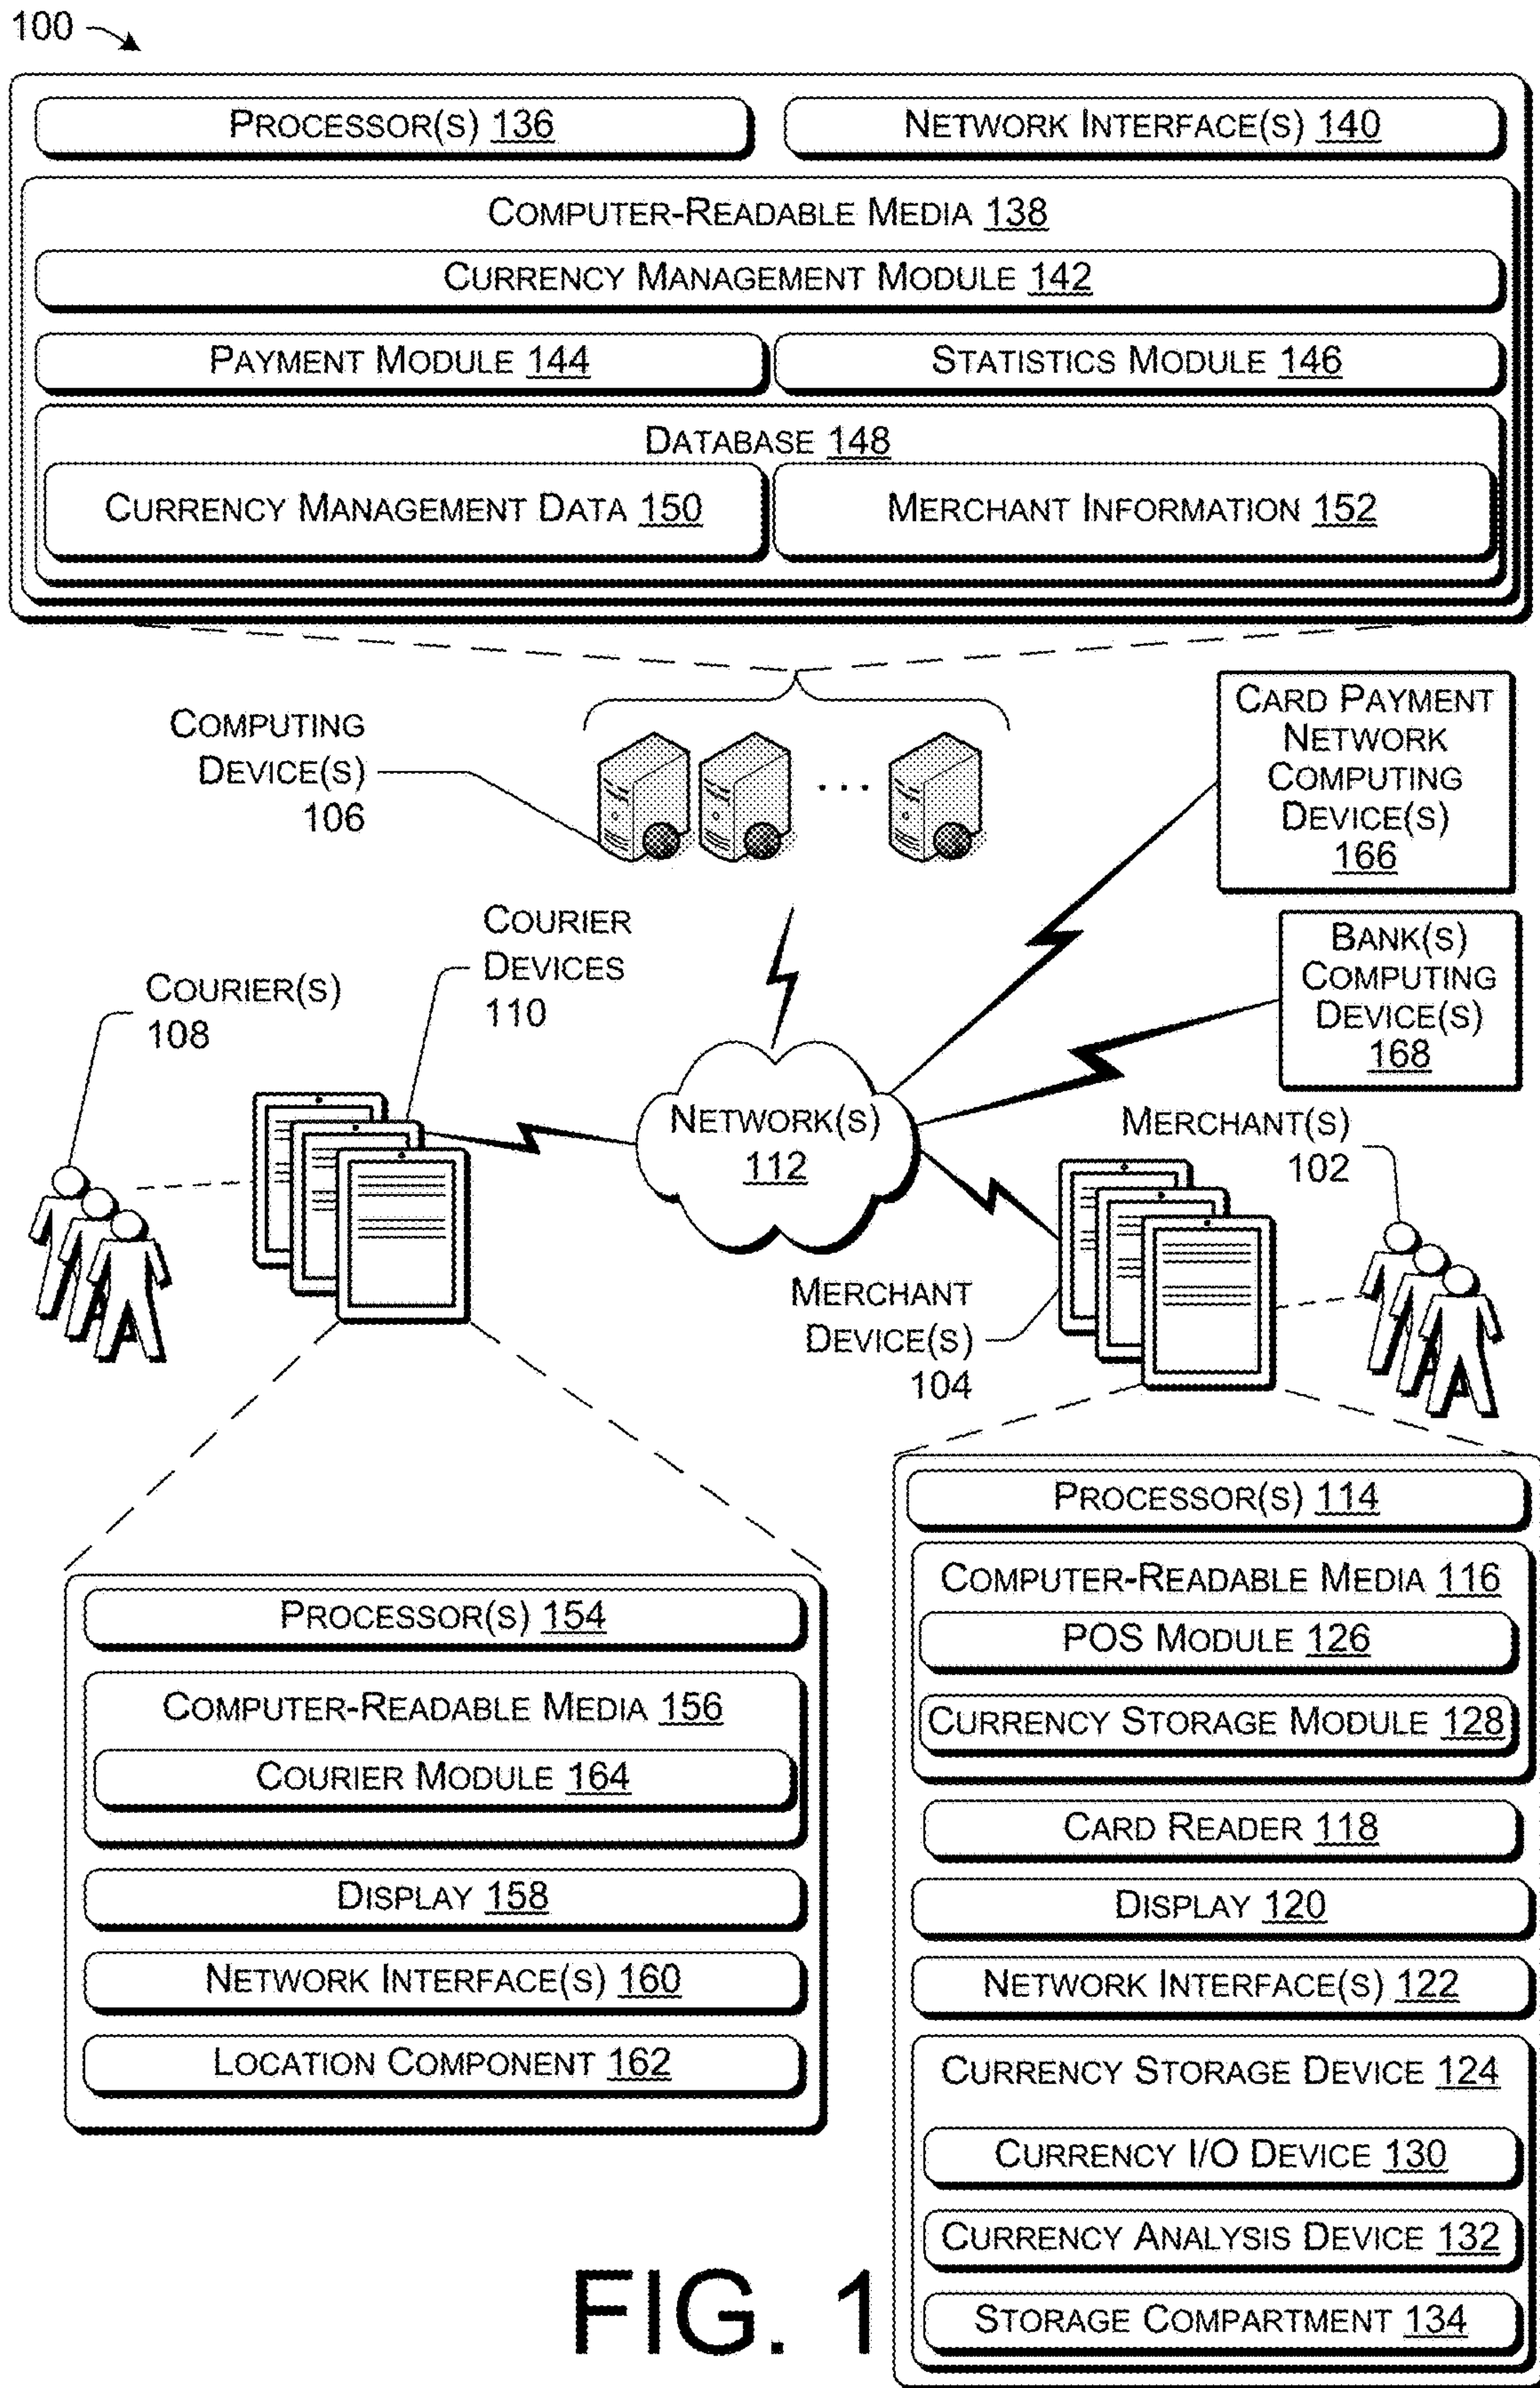 100
PROCESSOR(S) 136
NETWORK INTERFACE(S) 140
COMPUTER-READABLE MEDIA 138
CURRENCY MANAGEMENT MODULE 142
PAYMENT MODULE 144
STATISTICS MODULE 146
DATABASE 148
CURRENCY MANAGEMENT DATA 150
MERCHANT INFORMATION 152
COMPUTING
DEVICE(S)
106
CARD PAYMENT
NETWORK
COMPUTING
DEVICE(S)
166
COURIER
DEVICES
110
BANK(S)
COMPUTING
DEVICE(S)
168
COURIER(S)
108
NETWORK(S)
112
MERCHANT(S)
102
MERCHANT
DEVICE(S)
104
PROCESSOR(S) 154
COMPUTER-READABLE MEDIA 156
COURIER MODULE 164
DISPLAY 158
NETWORK INTERFACE(S) 160
LOCATION COMPONENT 162
PROCESSOR(S) 114
COMPUTER-READABLE MEDIA 116
POS MODULE 126
CURRENCY STORAGE MODULE 128
CARD READER 118
DISPLAY 120
NETWORK INTERFACE(S) 122
CURRENCY STORAGE DEVICE 124
CURRENCY I/O DEVICE 130
CURRENCY ANALYSIS DEVICE 132
STORAGE COMPARTMENT 134
FIG. 1